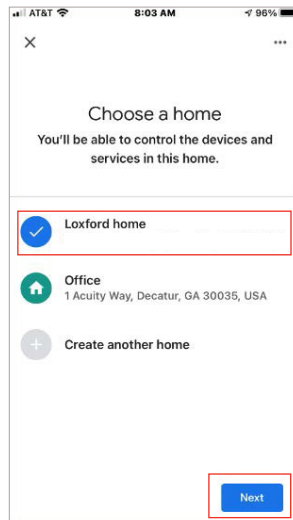 AT&T 8:03 AM 96%
Choose a home
You'll be able to control the devices and
services in this home.
Loxford home
Office
1 Acuity Way, Decatur, GA 30035, USA
Create another home
Next